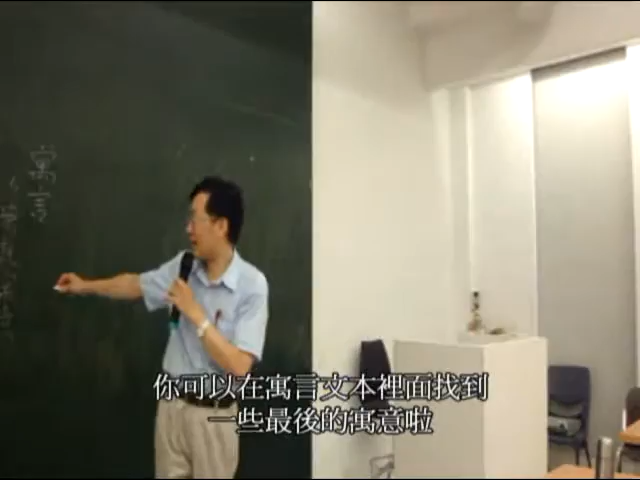 寓言
你可以在寓言文本裡面找到
一些最後的寓意啦